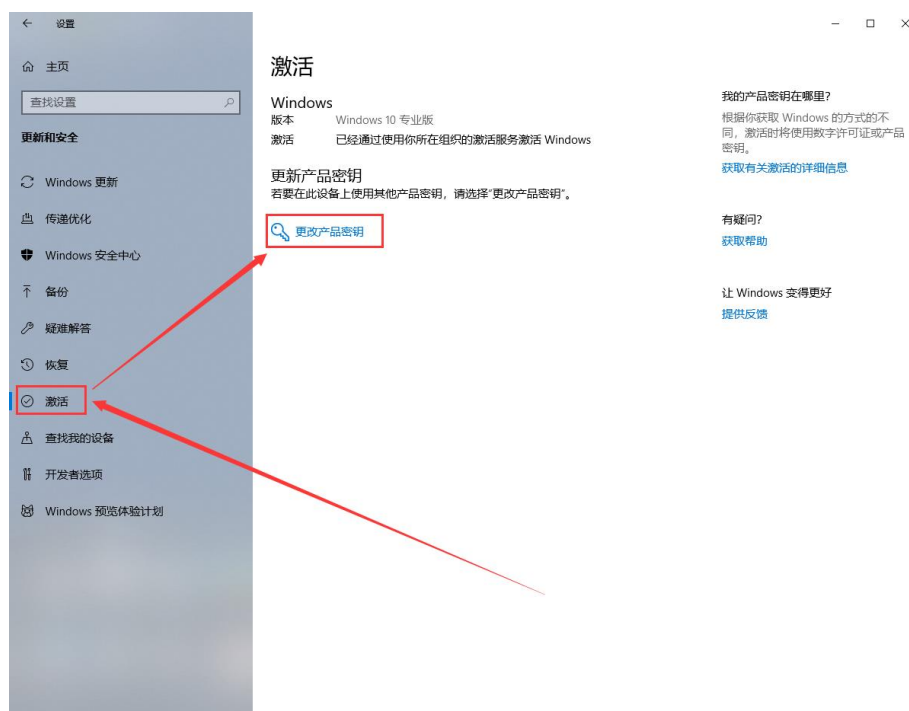 设置
主页
查找设置
更新和安全
Windows 更新
传递优化
Windows 安全中心
备份
疑难解答
恢复
激活
查找我的设备
开发者选项
Windows 预览体验计划
激活
Windows
版本 Windows 10 专业版
激活 已经通过使用你所在组织的激活服务激活 Windows
更新产品密钥
若要在此设备上使用其他产品密钥，请选择“更改产品密钥”。
更改产品密钥
我的产品密钥在哪里?
根据你获取 Windows 的方式的不
同，激活时将使用数字许可证或产品
密钥。
获取有关激活的详细信息
有疑问?
获取帮助
让 Windows 变得更好
提供反馈